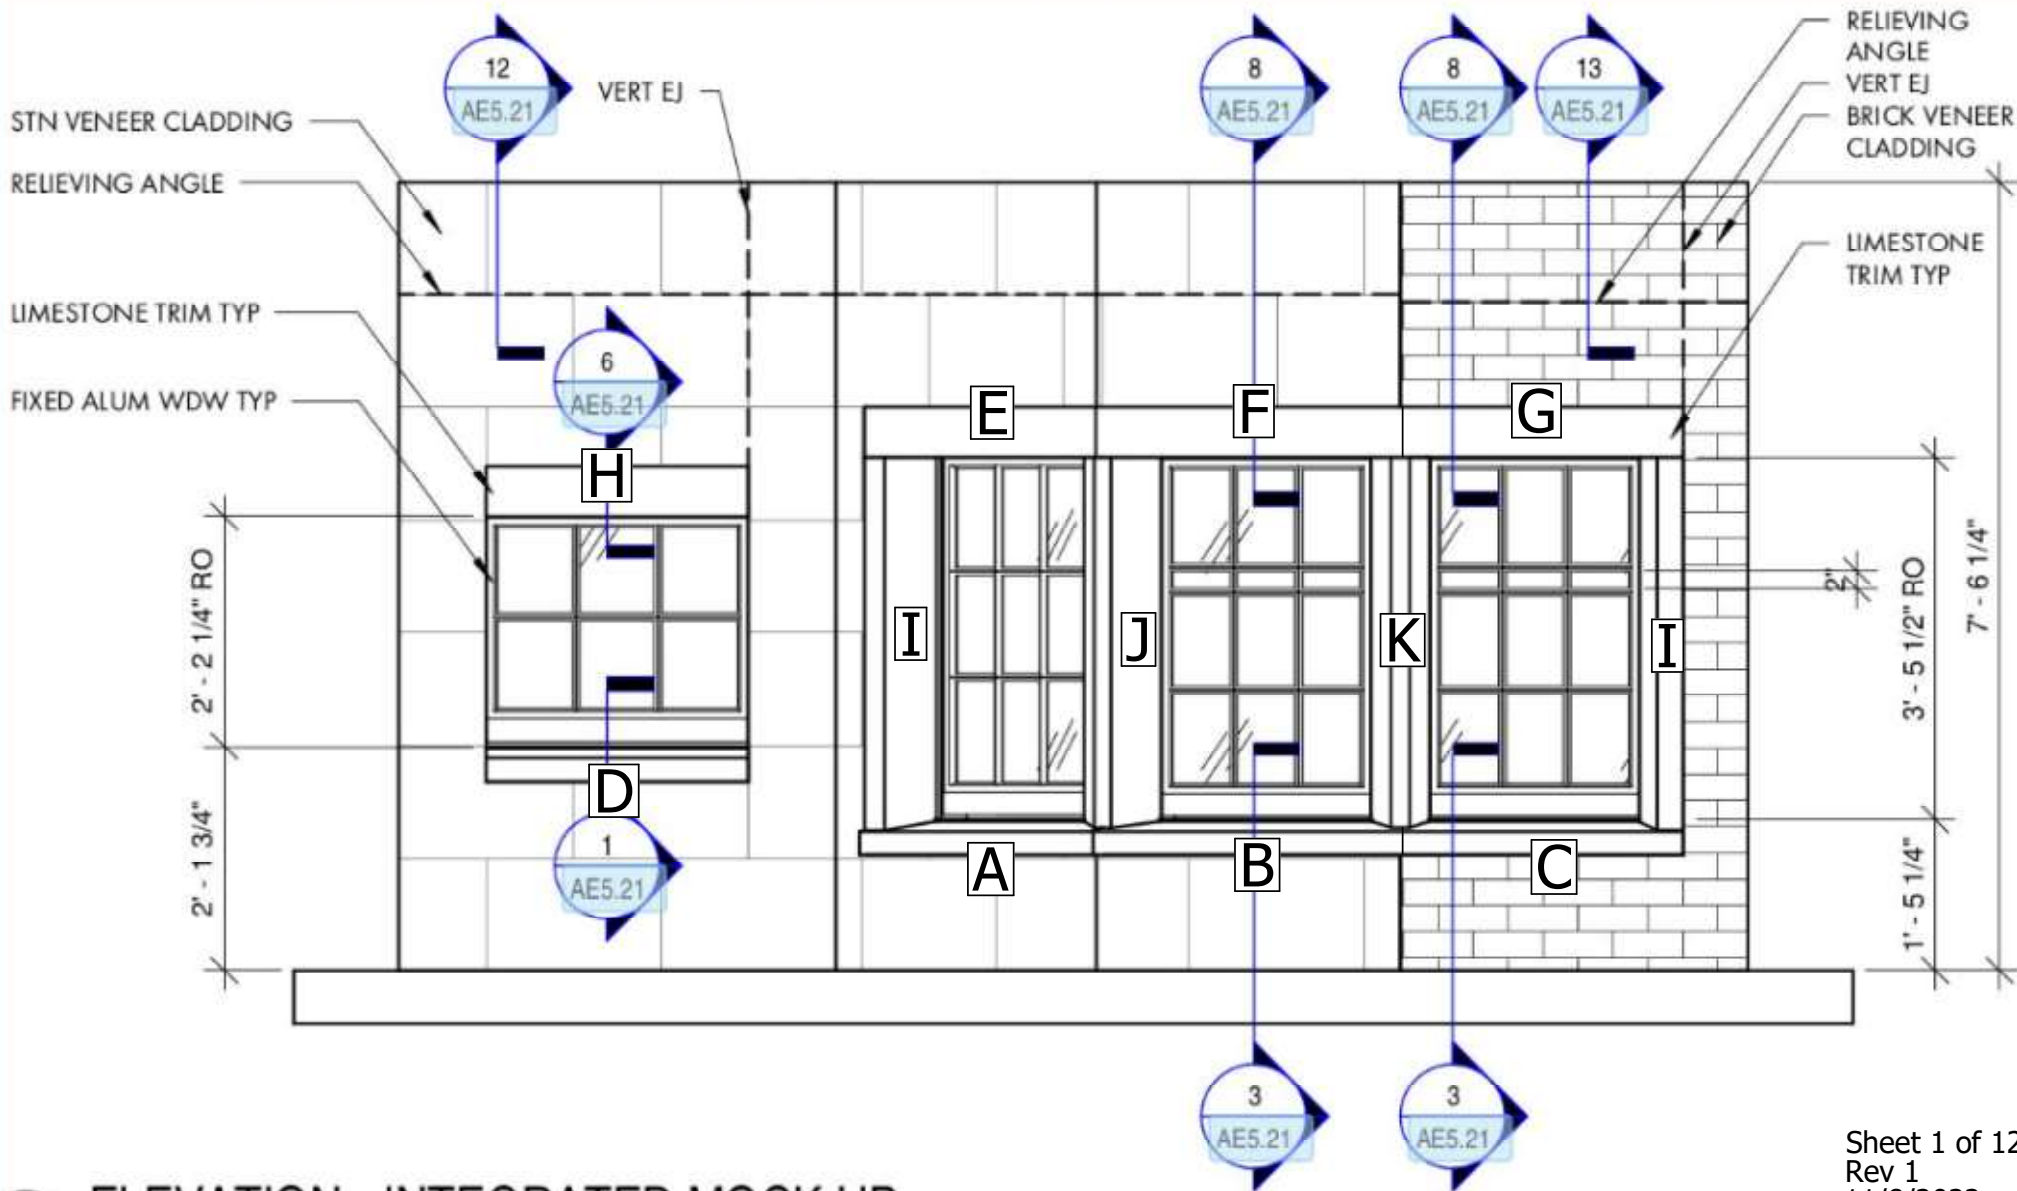 12
AE5.21
VERT EJ
8
AE5.21
8
AE5.21
13
AE5.21
RELIEVING
ANGLE
VERT EJ
BRICK VENEER
CLADDING
LIMESTONE
TRIM TYP
STN VENEER CLADDING
RELIEVING ANGLE
LIMESTONE TRIM TYP
FIXED ALUM WDW TYP
6
AE5.21
H
E
F
G
I
J
K
I
D
1
AE5.21
A
B
C
2' - 2 1/4" RO
2' - 1 3/4"
2"
3' - 5 1/2" RO
1' - 5 1/4"
7' - 6 1/4"
3
AE5.21
3
AE5.21
Sheet 1 of 12
Rev 1
ELEVATION - INTEGRATED MOCK UP